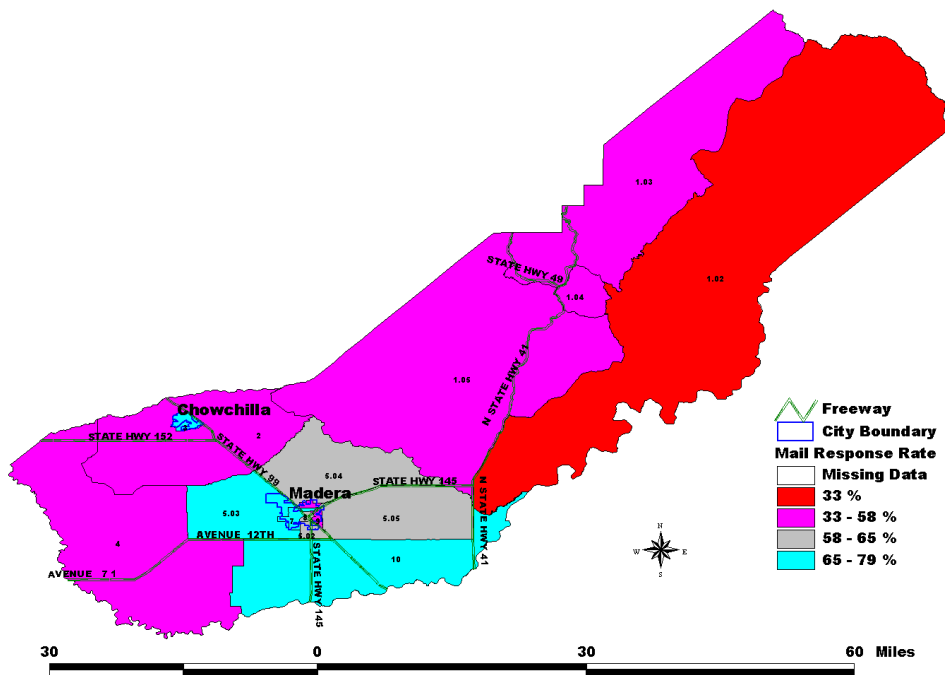 1.03
1.02
STATE HWY 49
1.04
N STATE HWY 41
1.05
Chowchilla
STATE HWY 152
2
STATE HWY 99
5.04
STATE HWY 145
Madera
5.03
5.05
AVENUE 12TH
5.02
4
10
AVENUE 7 1
STATE HWY 145
N STATE HWY 41
Freeway
City Boundary
Mail Response Rate
Missing Data
33 %
33 - 58 %
58 - 65 %
65 - 79 %
N
W E
S
30 0 30 60 Miles